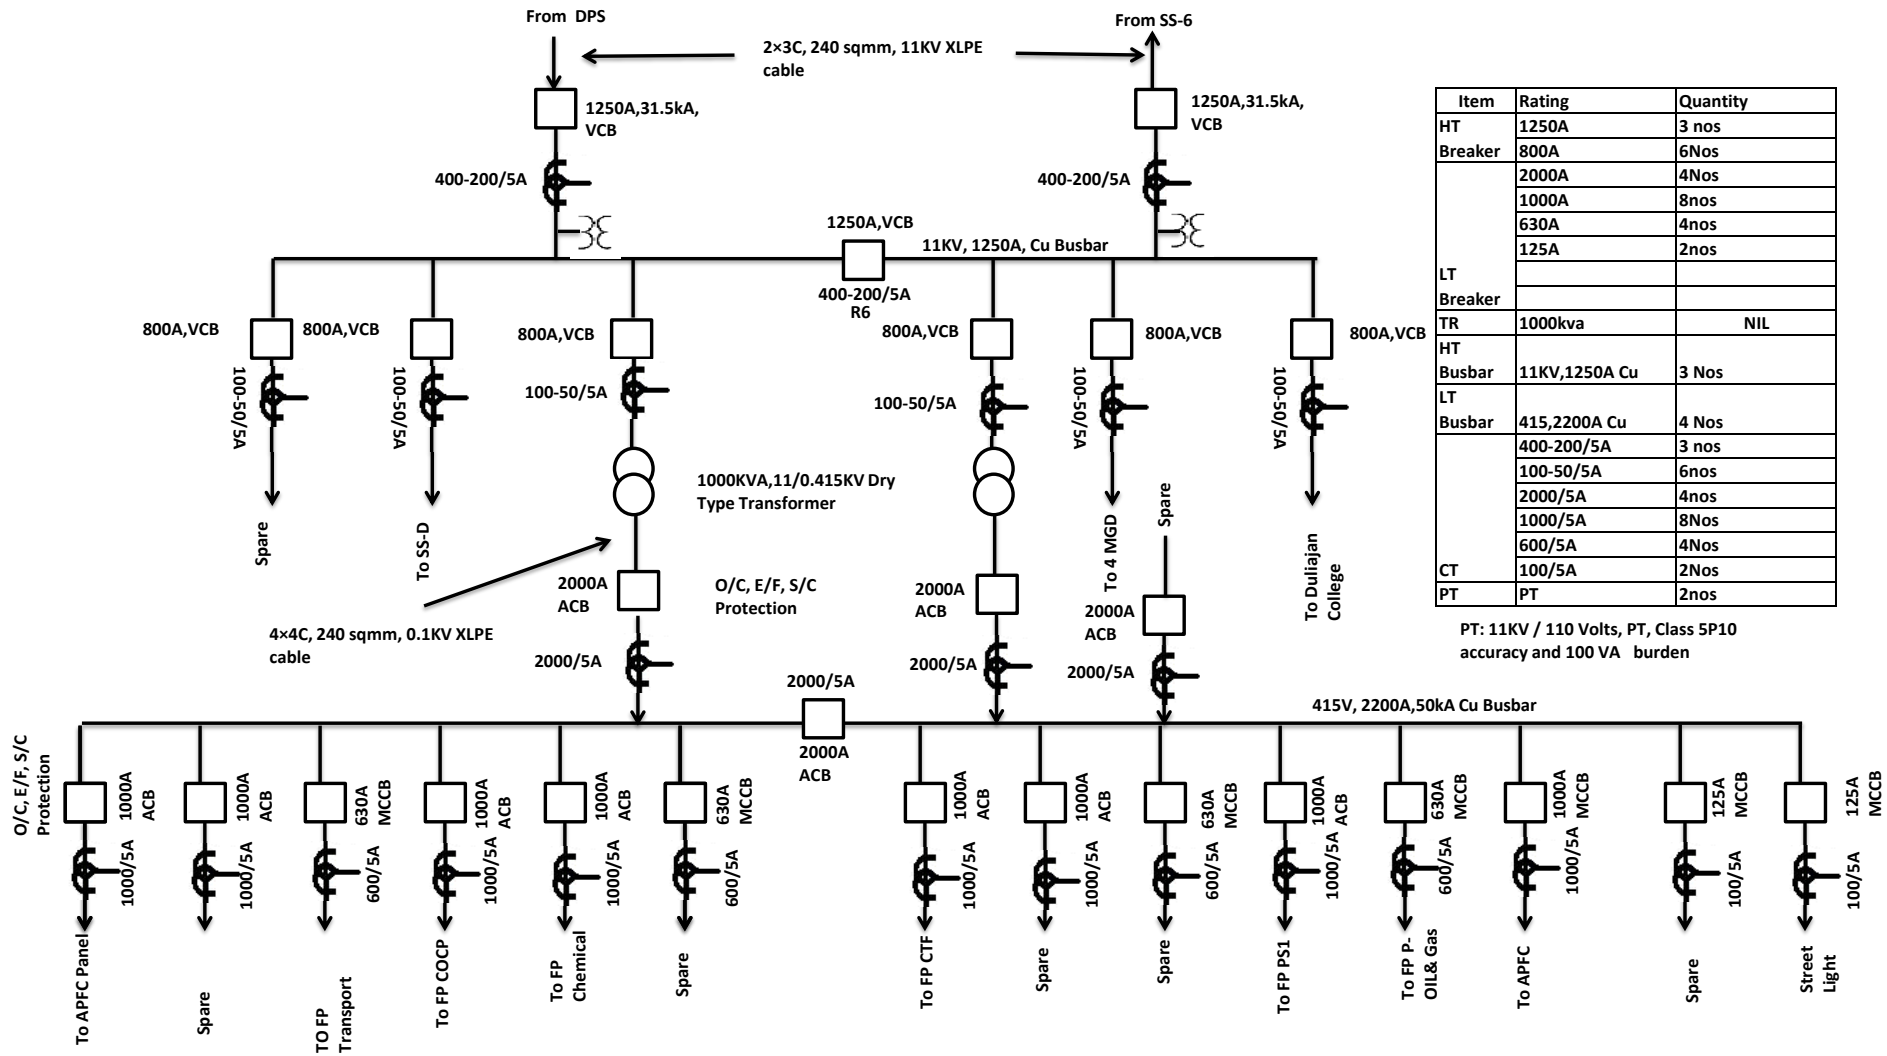 From  DPS
From SS-6
2×3C, 240 sqmm, 11KV XLPE
cable
1250A,31.5kA,
VCB
1250A,31.5kA,
VCB
400-200/5A
400-200/5A
1250A,VCB
11KV, 1250A, Cu Busbar
400-200/5A
R6
800A,VCB
800A,VCB
800A,VCB
800A,VCB
800A,VCB
800A,VCB
100-50/5A
100-50/5A
100-50/5A
100-50/5A
100-50/5A
100-50/5A
1000KVA,11/0.415KV Dry
Type Transformer
Spare
To SS-D
To 4 MGD
Spare
To Duliajan
College
2000A
ACB
O/C, E/F, S/C
Protection
2000A
ACB
2000A
ACB
4×4C, 240 sqmm, 0.1KV XLPE
cable
2000/5A
2000/5A
2000/5A
2000/5A
415V, 2200A,50kA Cu Busbar
2000A
ACB
O/C, E/F, S/C
Protection
1000A
ACB
1000A
ACB
630A
MCCB
1000A
ACB
1000A
ACB
630A
MCCB
1000A
ACB
1000A
ACB
630A
MCCB
1000A
ACB
630A
MCCB
1000A
MCCB
125A
MCCB
125A
MCCB
1000/5A
1000/5A
600/5A
1000/5A
1000/5A
600/5A
1000/5A
1000/5A
600/5A
1000/5A
600/5A
1000/5A
100/5A
100/5A
To APFC Panel
Spare
TO FP
Transport
To FP COCP
To FP
Chemical
Spare
To FP CTF
Spare
Spare
To FP PS1
To FP P-
OIL& Gas
To APFC
Spare
Street
Light
Item Rating Quantity
HT 1250A 3 nos
Breaker 800A 6Nos
2000A 4Nos
1000A 8nos
630A 4nos
125A 2nos
LT
Breaker
TR 1000kva NIL
HT
Busbar 11KV,1250A Cu 3 Nos
LT
Busbar 415,2200A Cu 4 Nos
400-200/5A 3 nos
100-50/5A 6nos
2000/5A 4nos
1000/5A 8Nos
600/5A 4Nos
CT 100/5A 2Nos
PT PT 2nos
PT: 11KV / 110 Volts, PT, Class 5P10
accuracy and 100 VA   burden